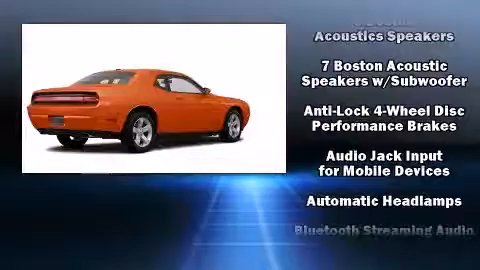 Acoustics Speakers
7 Boston Acoustic
Speakers w/Subwoofer
Anti-Lock 4-Wheel Disc
Performance Brakes
Audio Jack Input
for Mobile Devices
Automatic Headlamps
Bluetooth Streaming Audio